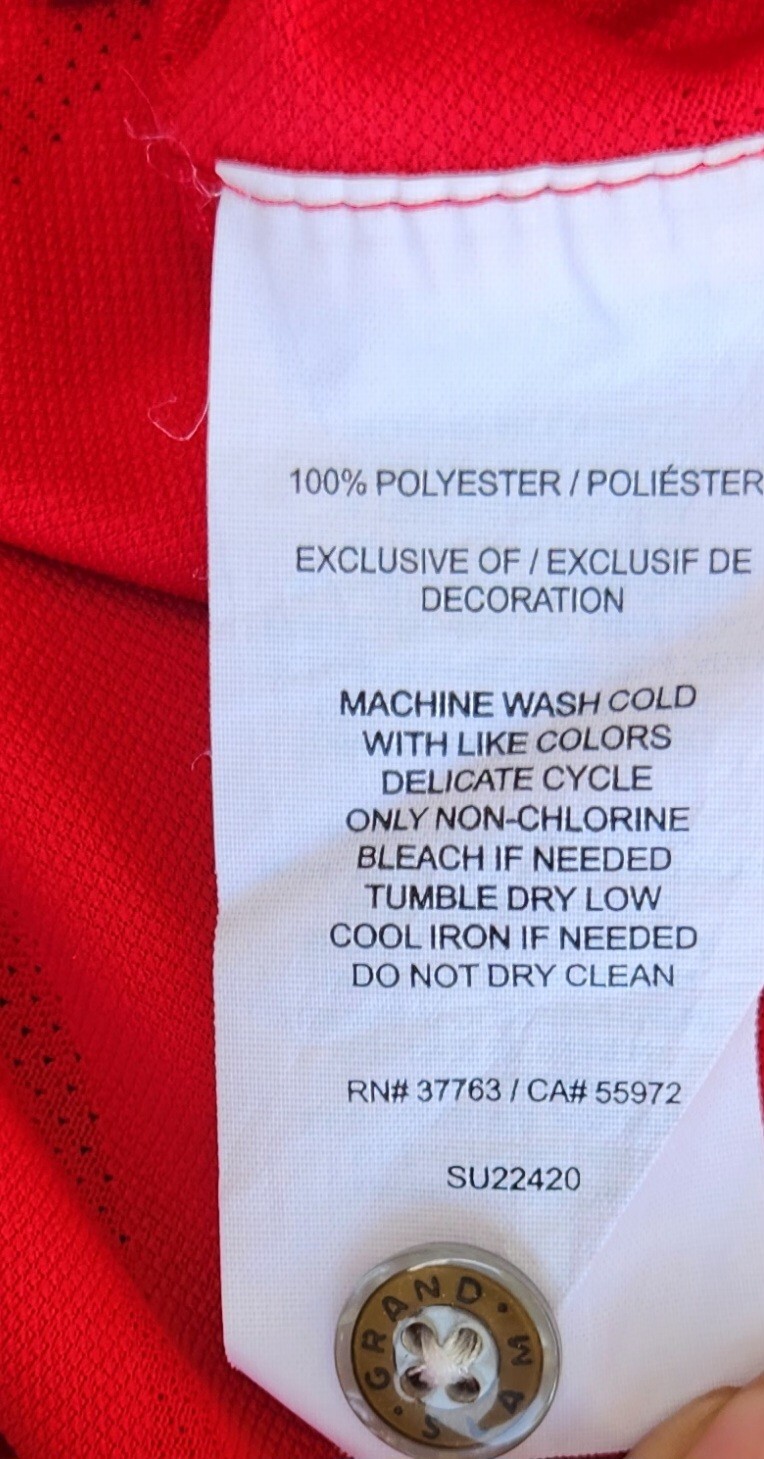 100% POLYESTER / POLIÉSTER
EXCLUSIVE OF / EXCLUSIF DE
DECORATION
MACHINE WASH COLD
WITH LIKE COLORS
DELICATE CYCLE
ONLY NON-CHLORINE
BLEACH IF NEEDED
TUMBLE DRY LOW
COOL IRON IF NEEDED
DO NOT DRY CLEAN
RN# 37763 / CA# 55972
SU22420
GRAND • SLAM •